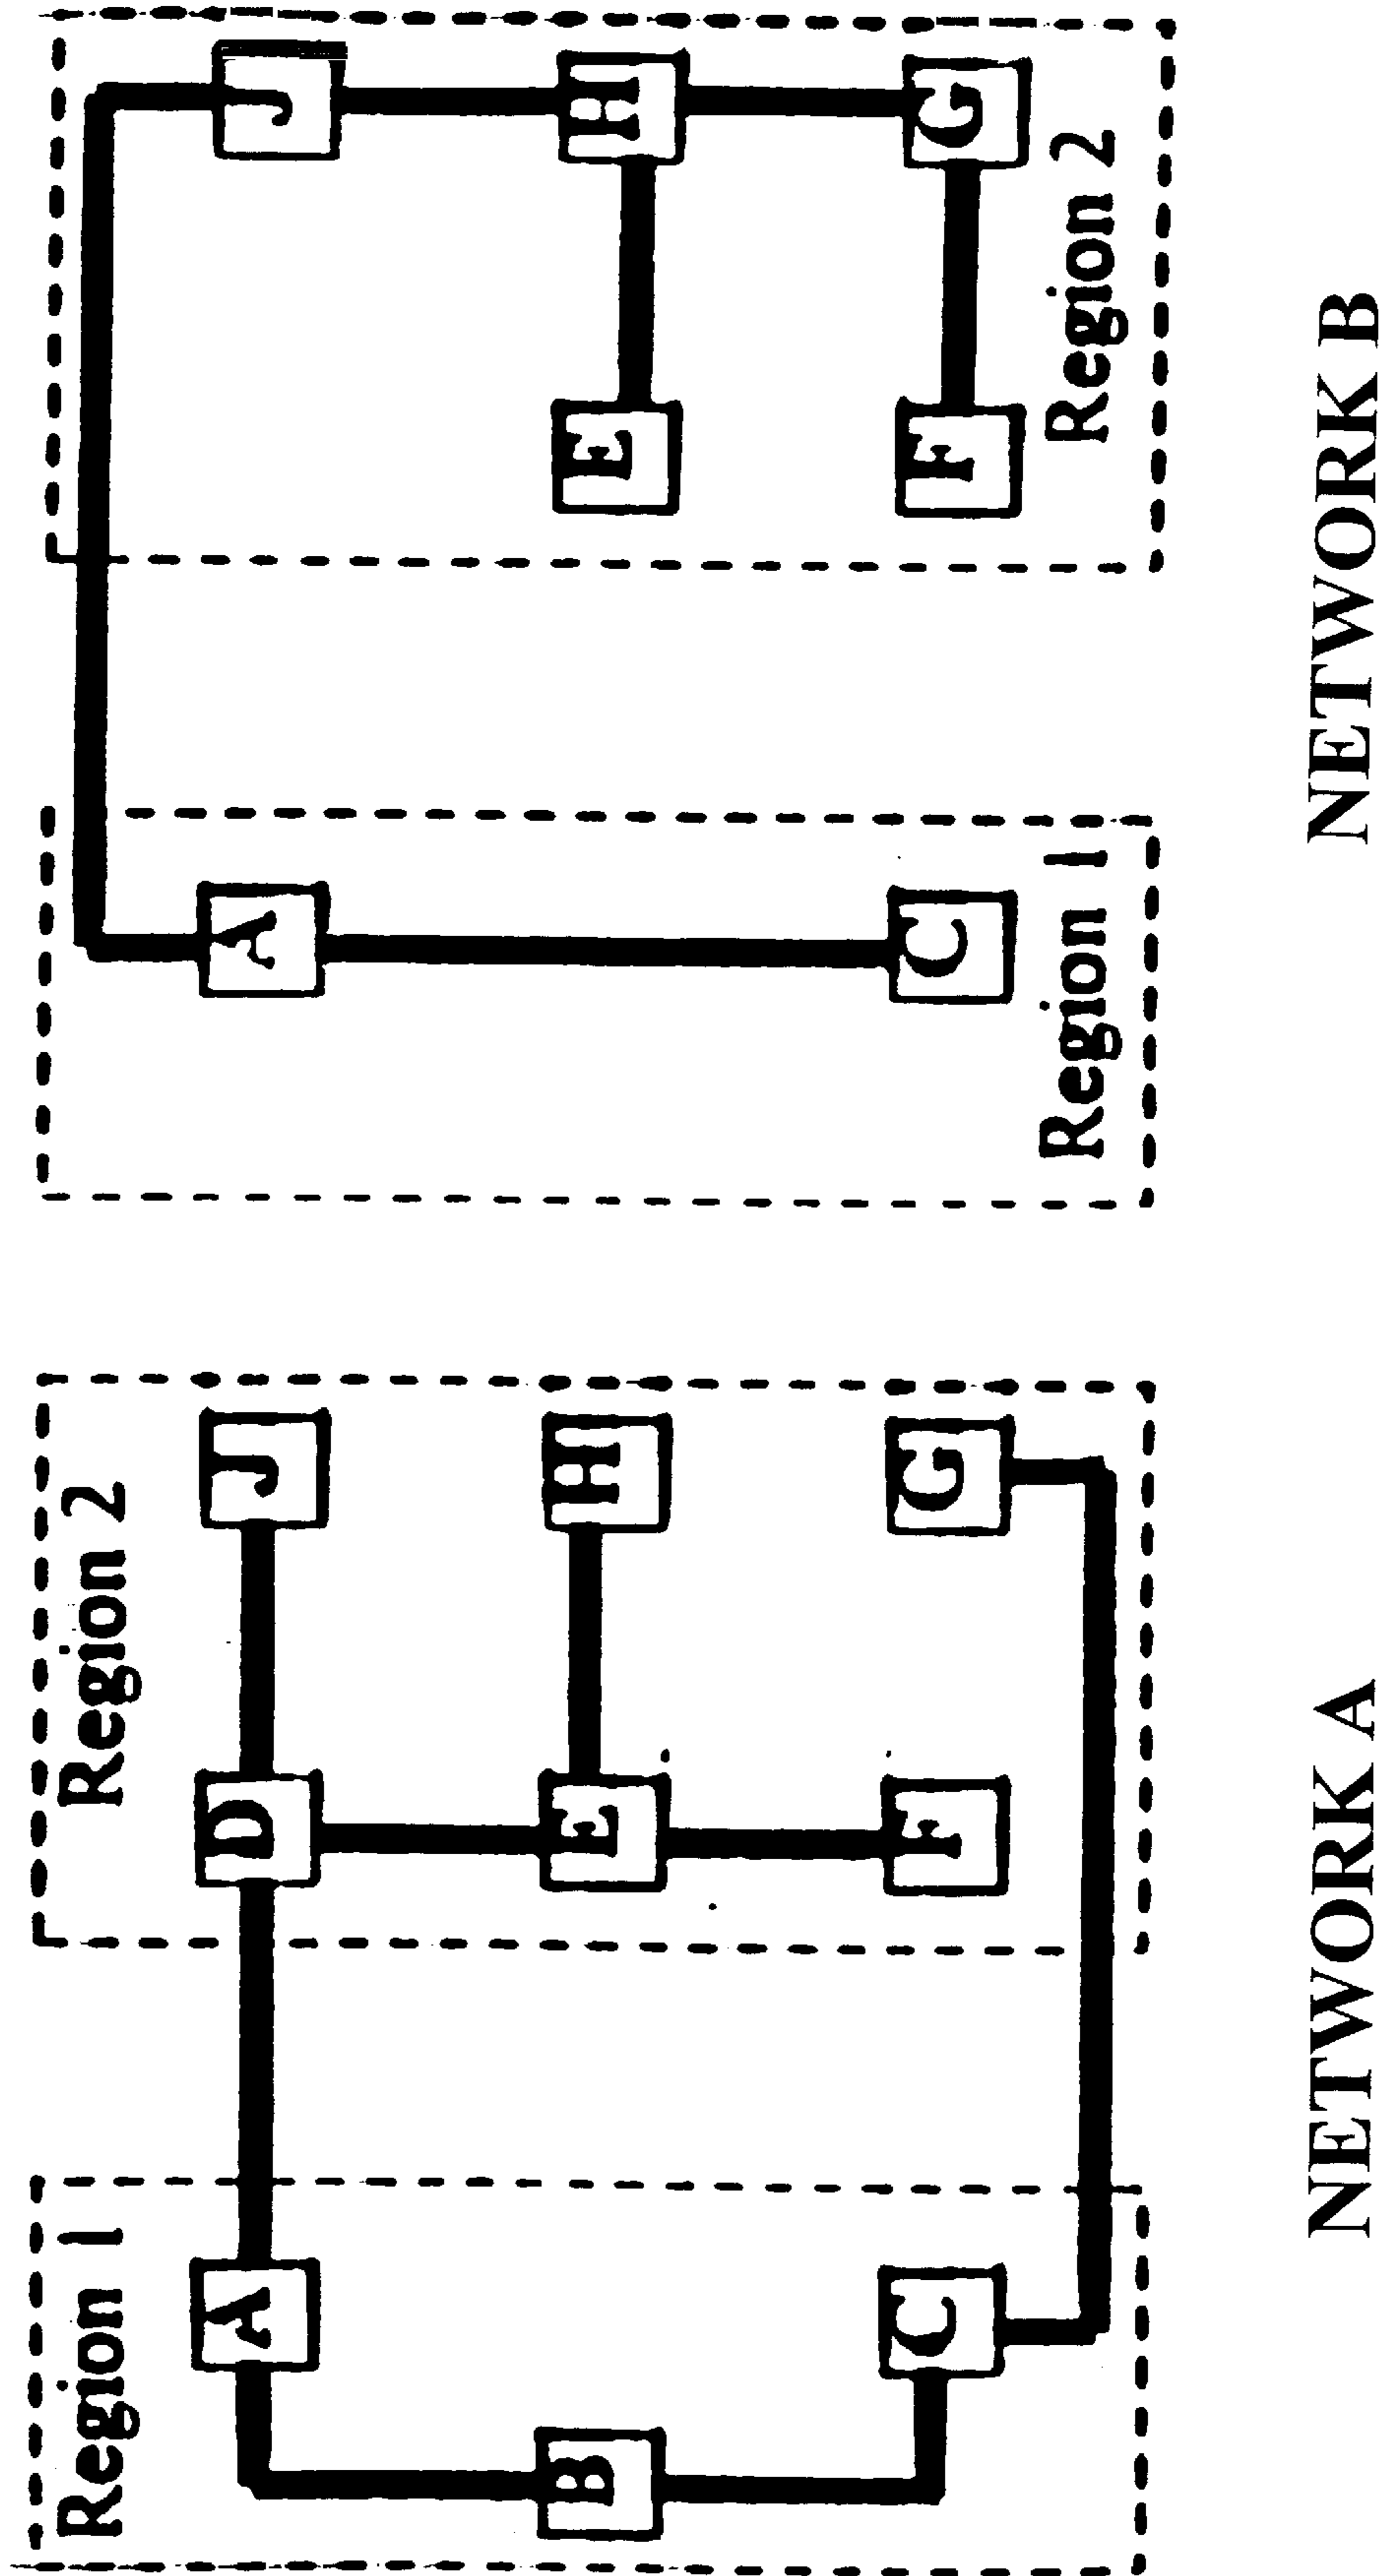 Region 1
Region 2
A
D
J
B
E
H
C
F
G
NETWORK A
J
A
E
H
C
F
G
Region 1
Region 2
NETWORK B